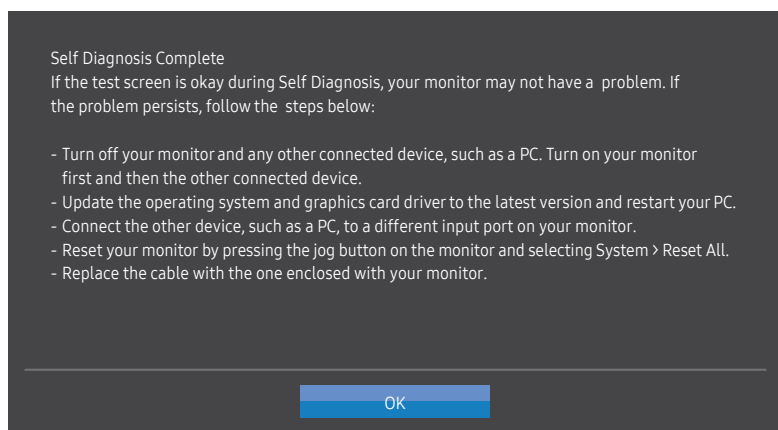 Self Diagnosis Complete
If the test screen is okay during Self Diagnosis, your monitor may not have a problem. If
the problem persists, follow the steps below:
- Turn off your monitor and any other connected device, such as a PC. Turn on your monitor
first and then the other connected device.
- Update the operating system and graphics card driver to the latest version and restart your PC.
- Connect the other device, such as a PC, to a different input port on your monitor.
- Reset your monitor by pressing the jog button on the monitor and selecting System > Reset All.
- Replace the cable with the one enclosed with your monitor.
OK